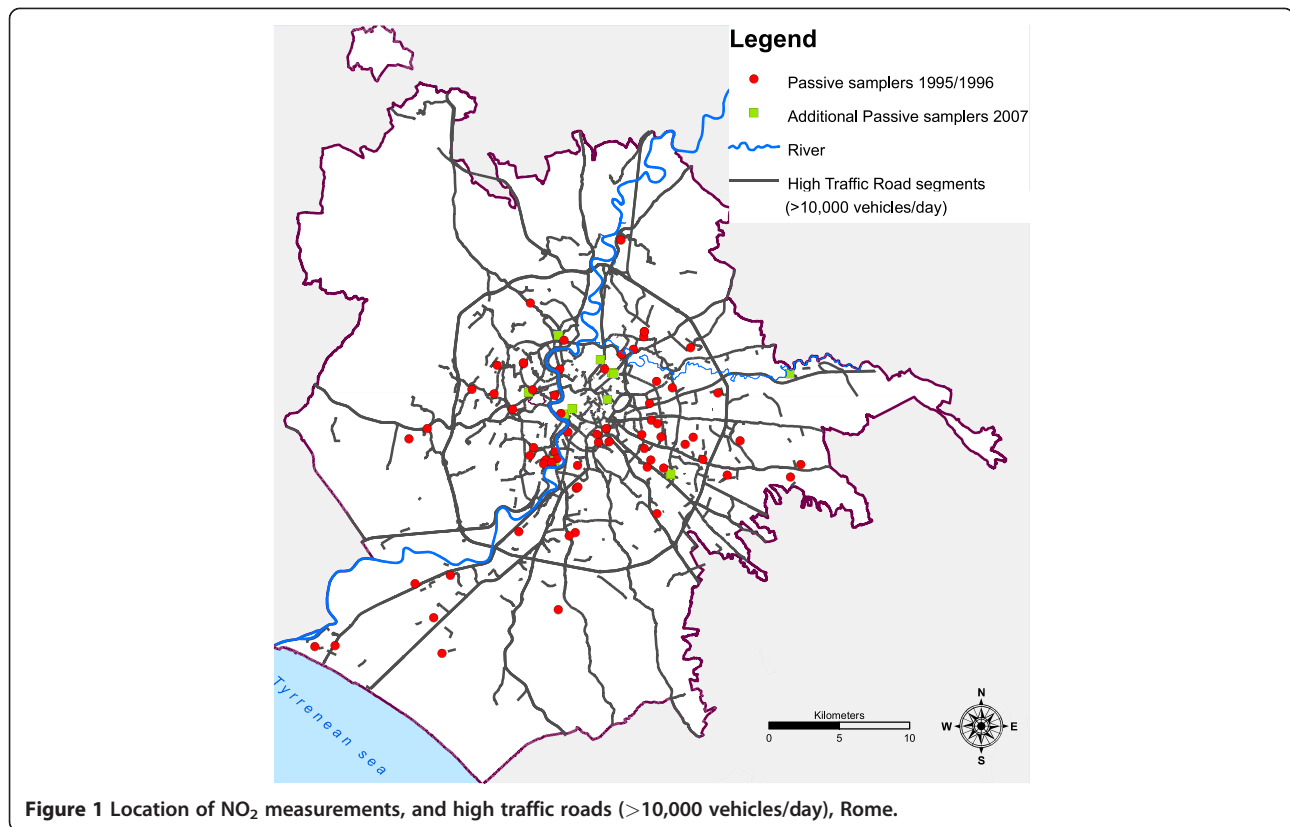 Legend
Passive samplers 1995/1996
Additional Passive samplers 2007
River
High Traffic Road segments
(>10,000 vehicles/day)
Tyrrenean sea
Kilometers
0 5 10
N
W E
S
Figure 1 Location of NO₂ measurements, and high traffic roads (>10,000 vehicles/day), Rome.